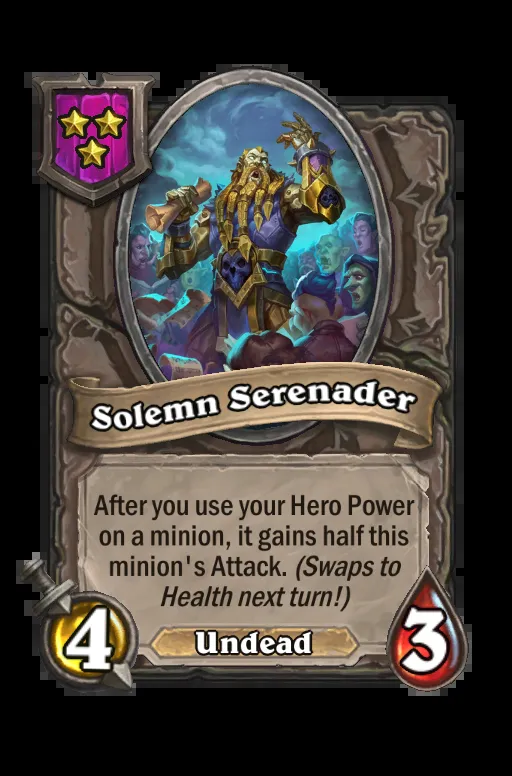 Solemn Serenader
After you use your Hero Power
on a minion, it gains half this
minion's Attack. (Swaps to
Health next turn!)
4
Undead
3